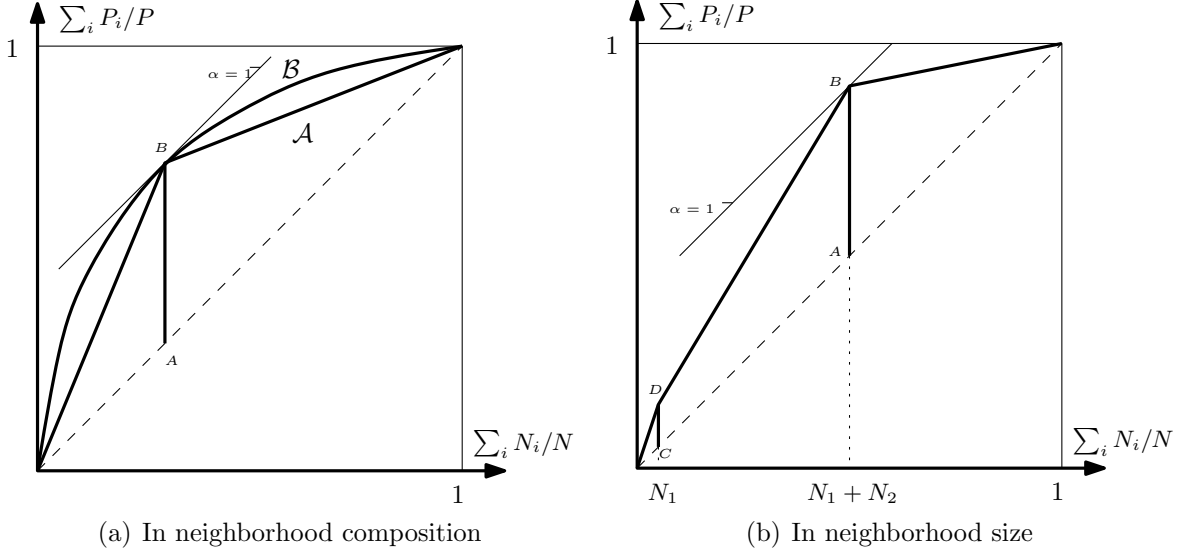 ∑ᵢ Pᵢ/P
1
α = 1
ℬ
𝒜
B
A
∑ᵢ Nᵢ/N
1
(a) In neighborhood composition
∑ᵢ Pᵢ/P
1
B
α = 1
A
D
C
∑ᵢ Nᵢ/N
N₁
N₁ + N₂
1
(b) In neighborhood size